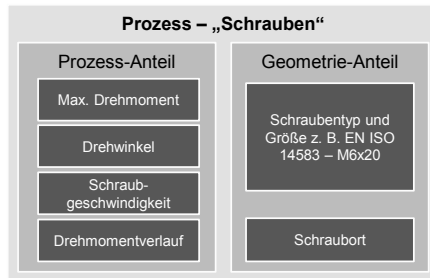 Prozess – „Schrauben“
Prozess-Anteil
Max. Drehmoment
Drehwinkel
Schraub-
geschwindigkeit
Drehmomentverlauf
Geometrie-Anteil
Schraubentyp und
Größe z. B. EN ISO
14583 – M6x20
Schraubort